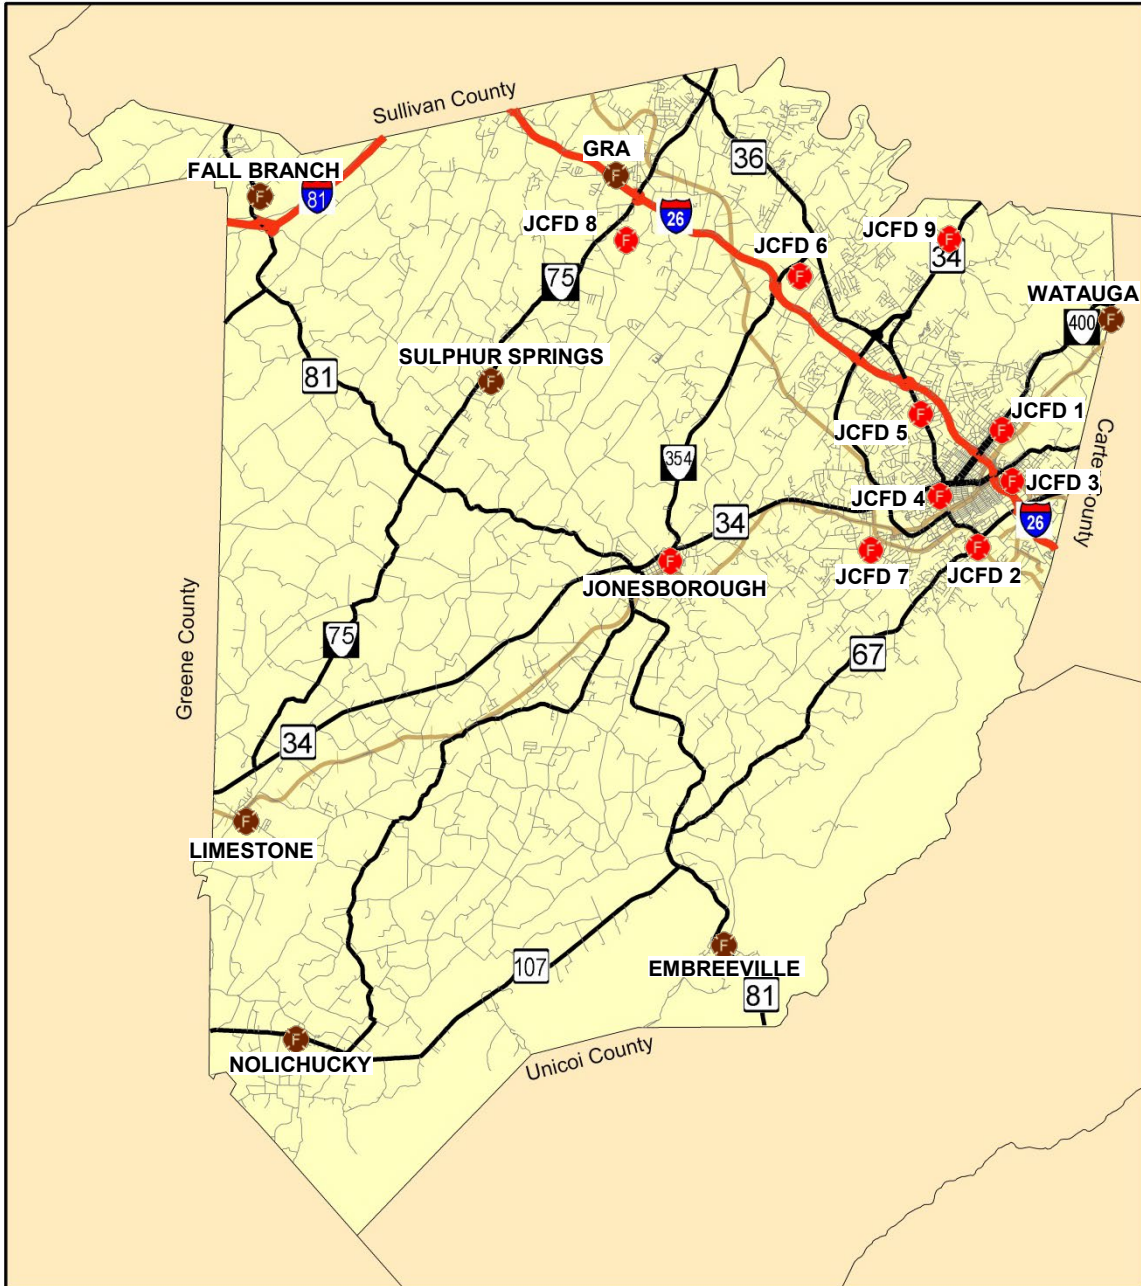 Sullivan County
GRA
36
FALL BRANCH
F
F
81
26
JCFD 8
F
JCFD 6
F
JCFD 9
F
34
75
WATAUGA
F
400
SULPHUR SPRINGS
F
81
JCFD 5
F
JCFD 1
F
354
JCFD 4
F
JCFD 3
F
Carter County
34
26
JONESBOROUGH
F
JCFD 7
F
JCFD 2
F
Greene County
75
67
34
LIMESTONE
F
EMBREEVILLE
F
107
81
NOLICHUCKY
F
Unicoi County